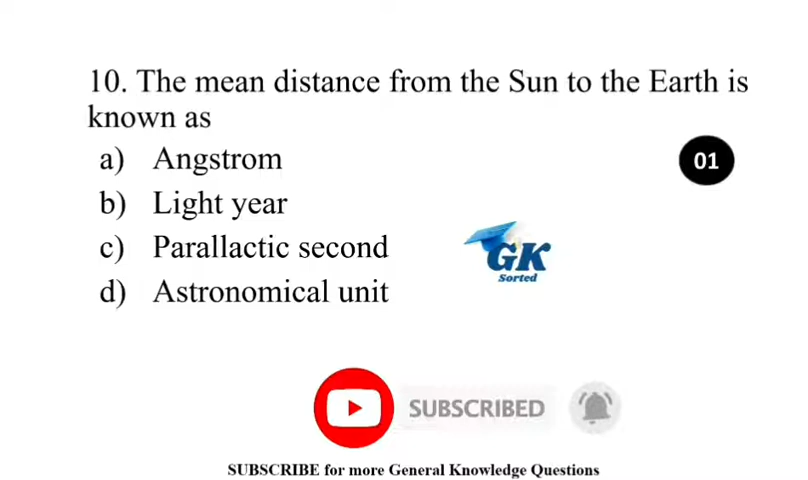 10. The mean distance from the Sun to the Earth is
known as
a) Angstrom
01
b) Light year
c) Parallactic second
d) Astronomical unit
GK
Sorted
SUBSCRIBED
SUBSCRIBE for more General Knowledge Questions